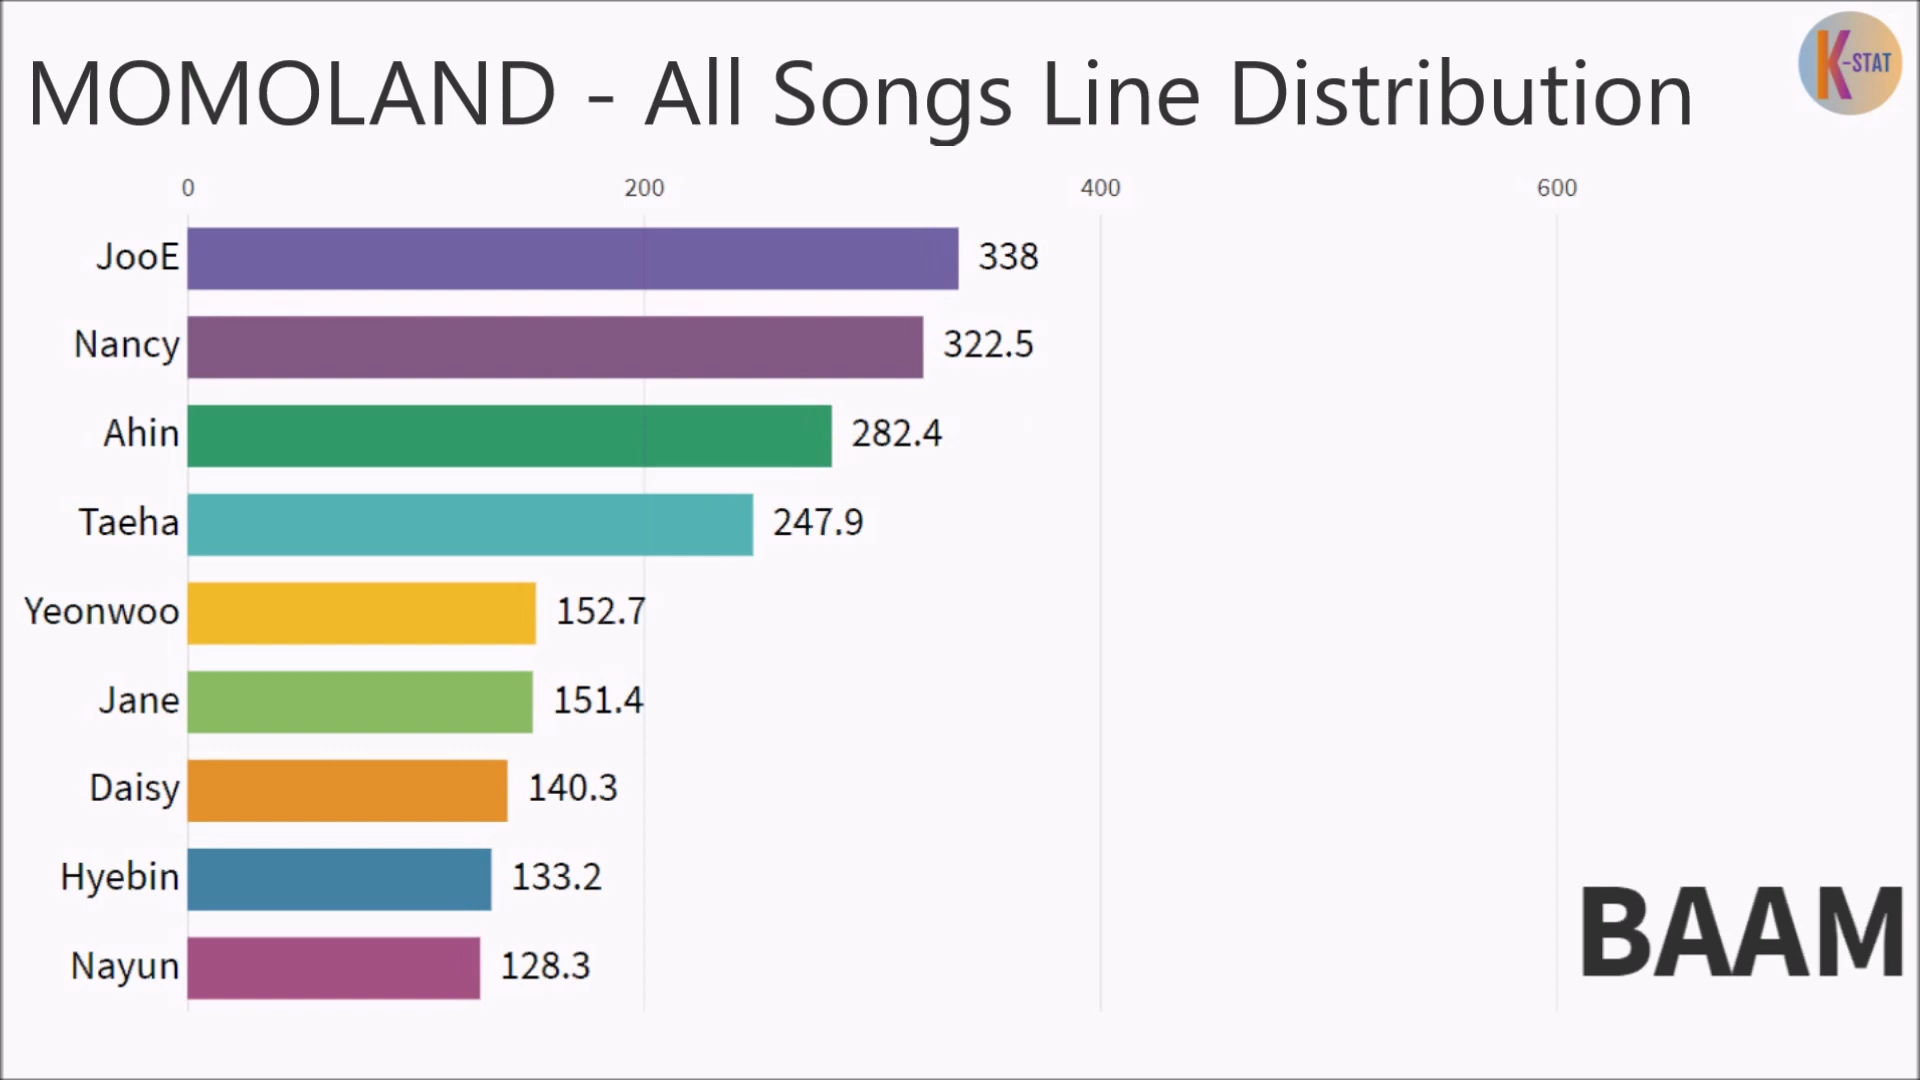 MOMOLAND - All Songs Line Distribution
K-STAT
0 200 400 600
JooE 338
Nancy 322.5
Ahin 282.4
Taeha 247.9
Yeonwoo 152.7
Jane 151.4
Daisy 140.3
Hyebin 133.2
Nayun 128.3
BAAM